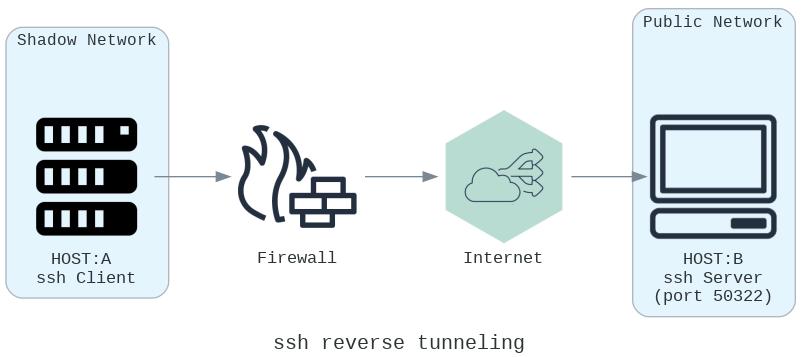 Shadow Network
Public Network
HOST:A
ssh Client
Firewall
Internet
HOST:B
ssh Server
(port 50322)
ssh reverse tunneling